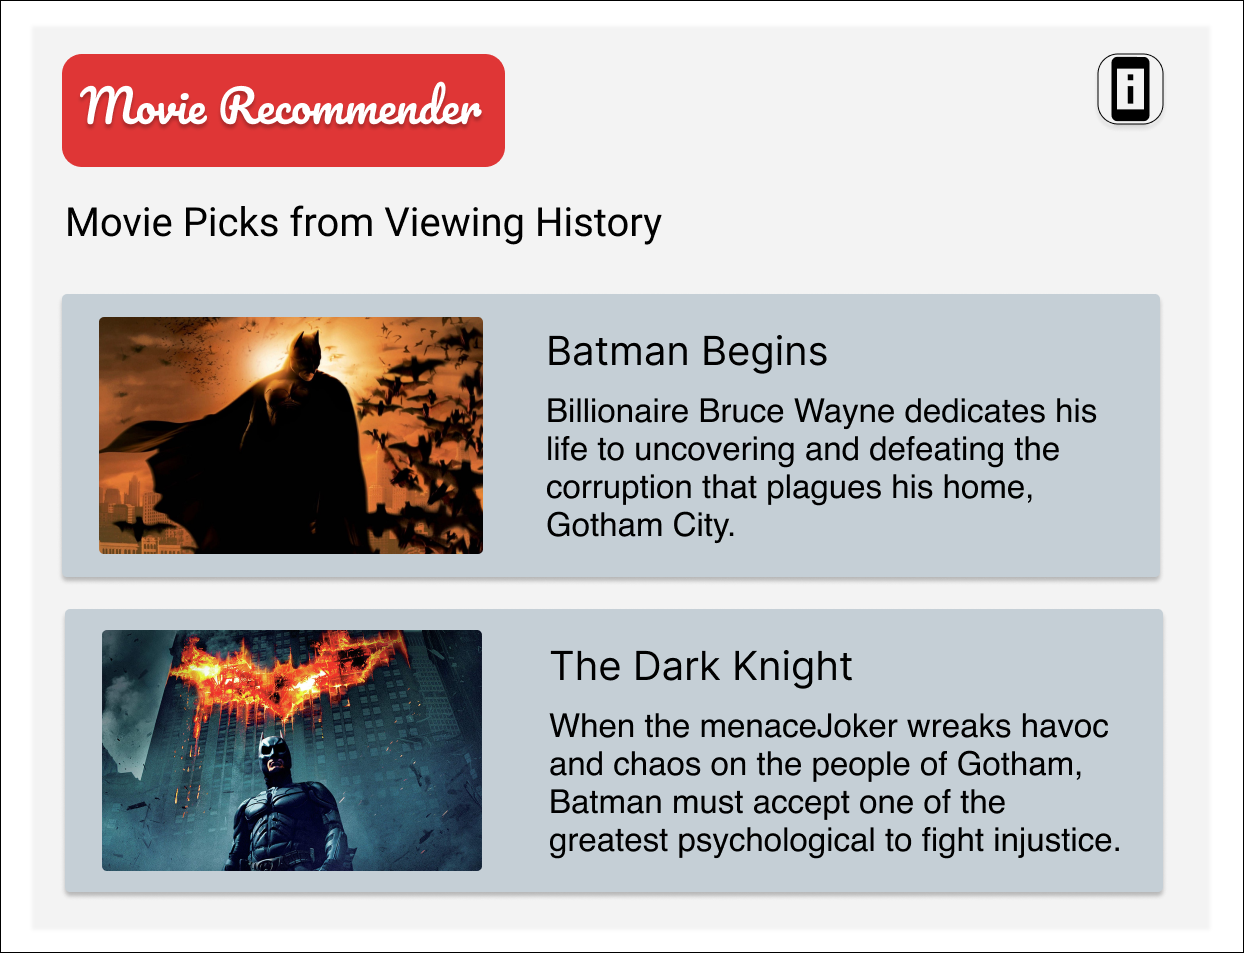 Movie Recommender
Movie Picks from Viewing History
Batman Begins
Billionaire Bruce Wayne dedicates his
life to uncovering and defeating the
corruption that plagues his home,
Gotham City.
The Dark Knight
When the menaceJoker wreaks havoc
and chaos on the people of Gotham,
Batman must accept one of the
greatest psychological to fight injustice.